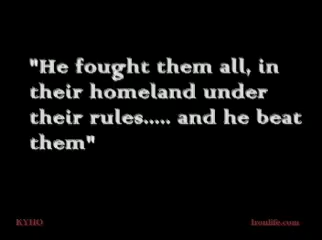 "He fought them all, in
their homeland under
their rules..... and he beat
them"
KYHO Ironlife.com